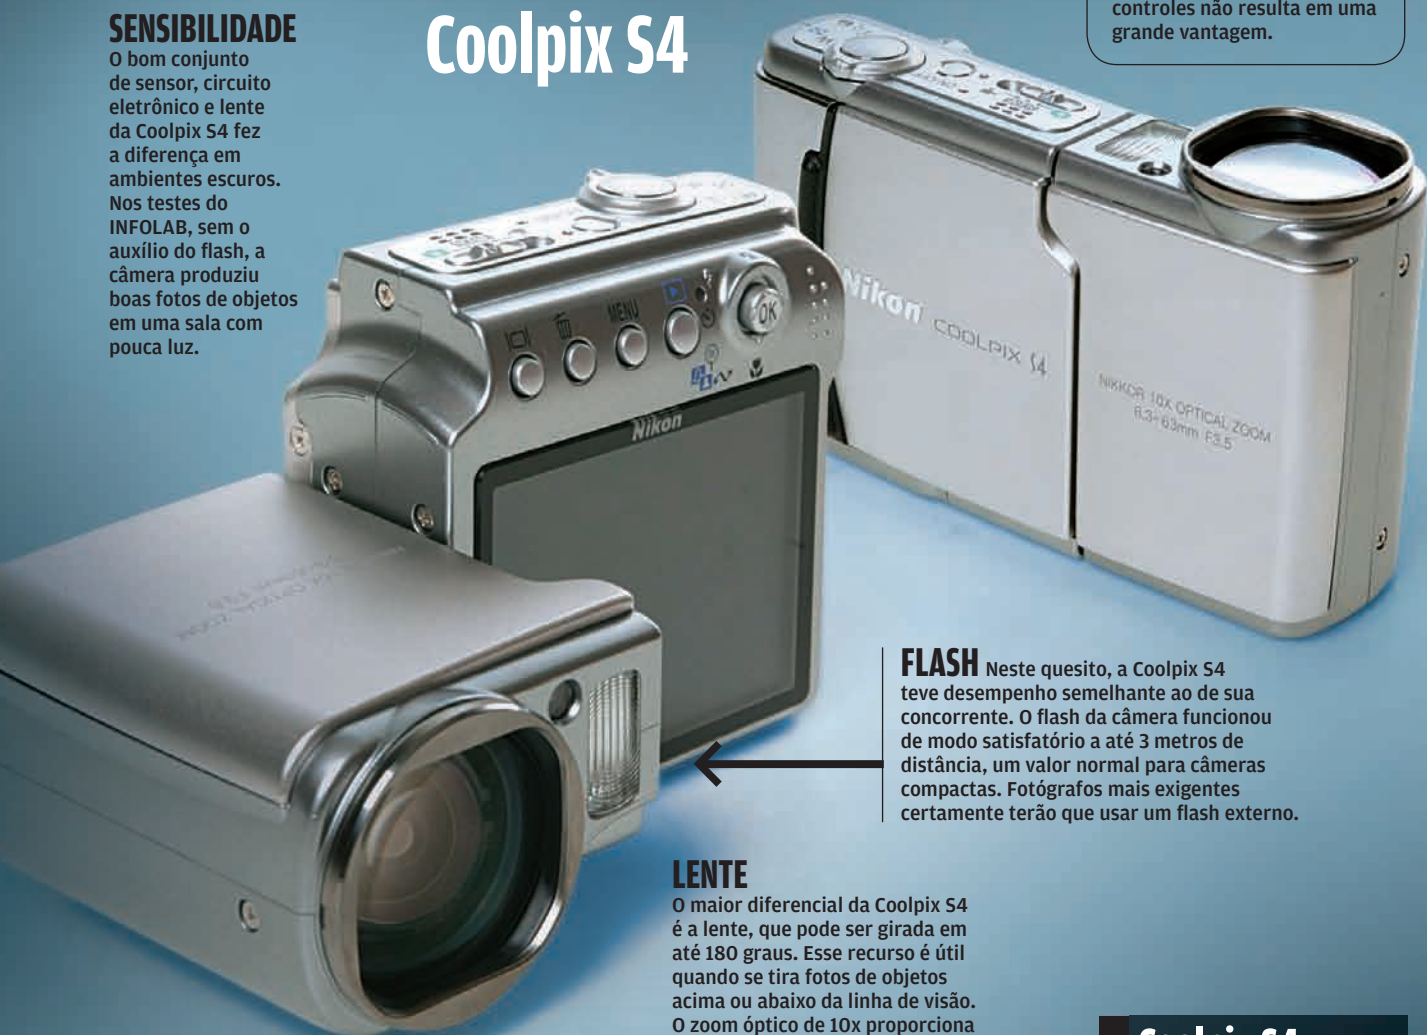 SENSIBILIDADE
O bom conjunto
de sensor, circuito
eletrônico e lente
da Coolpix S4 fez
a diferença em
ambientes escuros.
Nos testes do
INFOLAB, sem o
auxílio do flash, a
câmera produziu
boas fotos de objetos
em uma sala com
pouca luz.
Coolpix S4
controles não resulta em uma
grande vantagem.
MENU
OK
Nikon
Nikon COOLPIX S4
NIKKOR 10X OPTICAL ZOOM
6.3-63mm F3.5
FLASH Neste quesito, a Coolpix S4
teve desempenho semelhante ao de sua
concorrente. O flash da câmera funcionou
de modo satisfatório a até 3 metros de
distância, um valor normal para câmeras
compactas. Fotógrafos mais exigentes
certamente terão que usar um flash externo.
LENTE
O maior diferencial da Coolpix S4
é a lente, que pode ser girada em
até 180 graus. Esse recurso é útil
quando se tira fotos de objetos
acima ou abaixo da linha de visão.
O zoom óptico de 10x proporciona
Coolpix S4